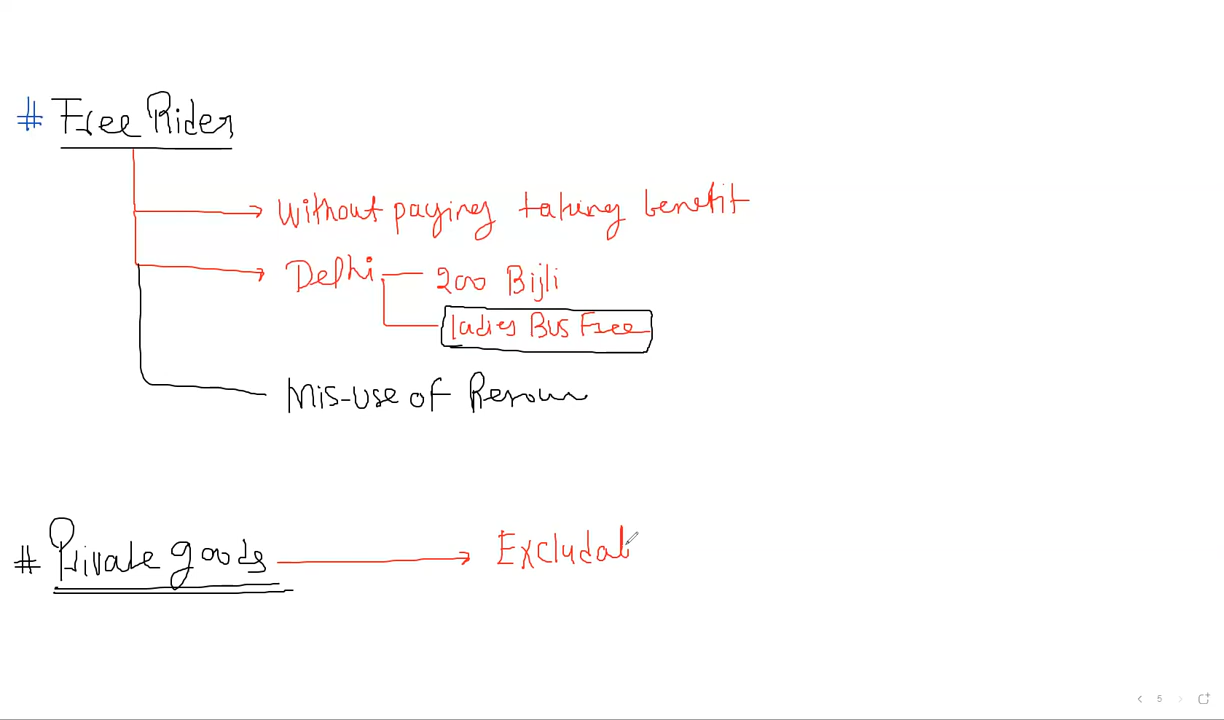 # Free Rider
Without paying taking benefit
Delhi
200 Bijli
ladies Bus Free
Mis-use of Resour
# Private goods
Excludab
5